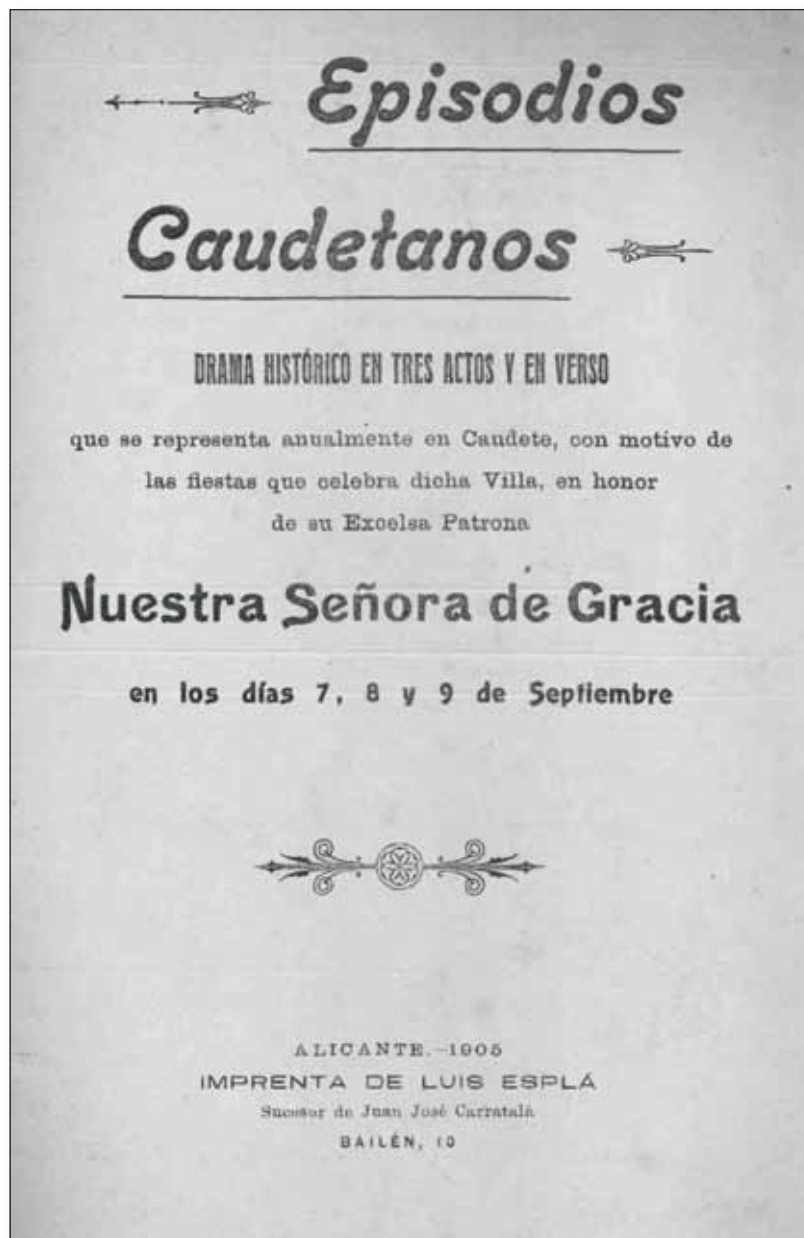 Episodios
Caudetanos
DRAMA HISTÓRICO EN TRES ACTOS Y EN VERSO
que se representa anualmente en Caudete, con motivo de
las fiestas que celebra dicha Villa, en honor
de su Excelsa Patrona
Nuestra Señora de Gracia
en los días 7, 8 y 9 de Septiembre
ALICANTE.-1905
IMPRENTA DE LUIS ESPLÁ
Sucesor de Juan José Carratalá
BAILÉN, 10